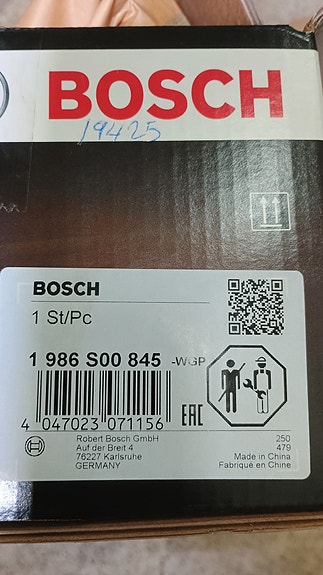 BOSCH
19425
BOSCH
1 St/Pc
1 986 S00 845 -WGP
4 047023 071156
EAC
Robert Bosch GmbH
Auf der Breit 4
76227 Karlsruhe
GERMANY
250
479
Made in China
Fabriqué en Chine